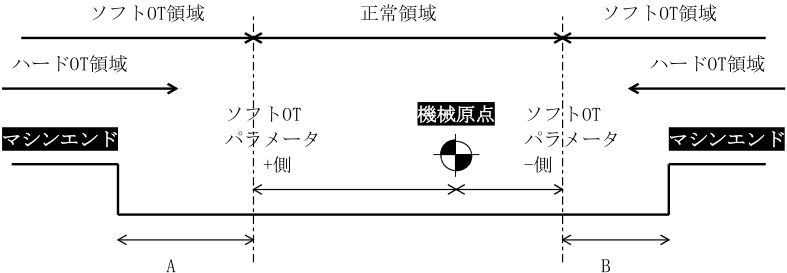 ソフトOT領域
正常領域
ソフトOT領域
ハードOT領域
ハードOT領域
ソフトOT
パラメータ
+側
機械原点
ソフトOT
パラメータ
-側
マシンエンド
マシンエンド
A
B